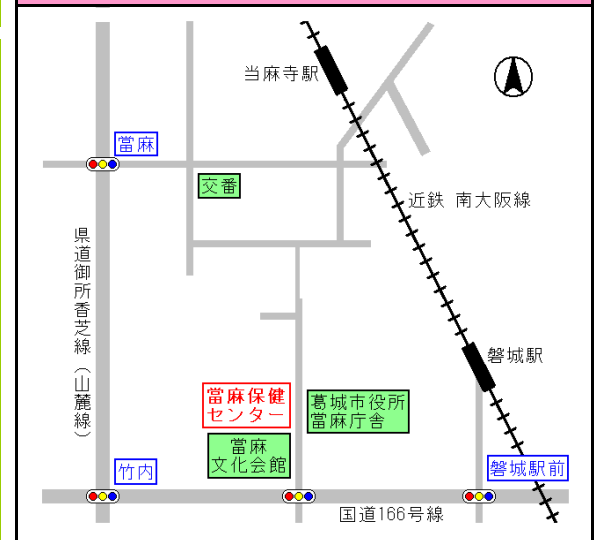 当麻寺駅
當麻
交番
近鉄 南大阪線
県道御所香芝線(山麓線)
磐城駅
當麻保健
センター
葛城市役所
當麻庁舎
當麻
文化会館
竹内
磐城駅前
国道166号線